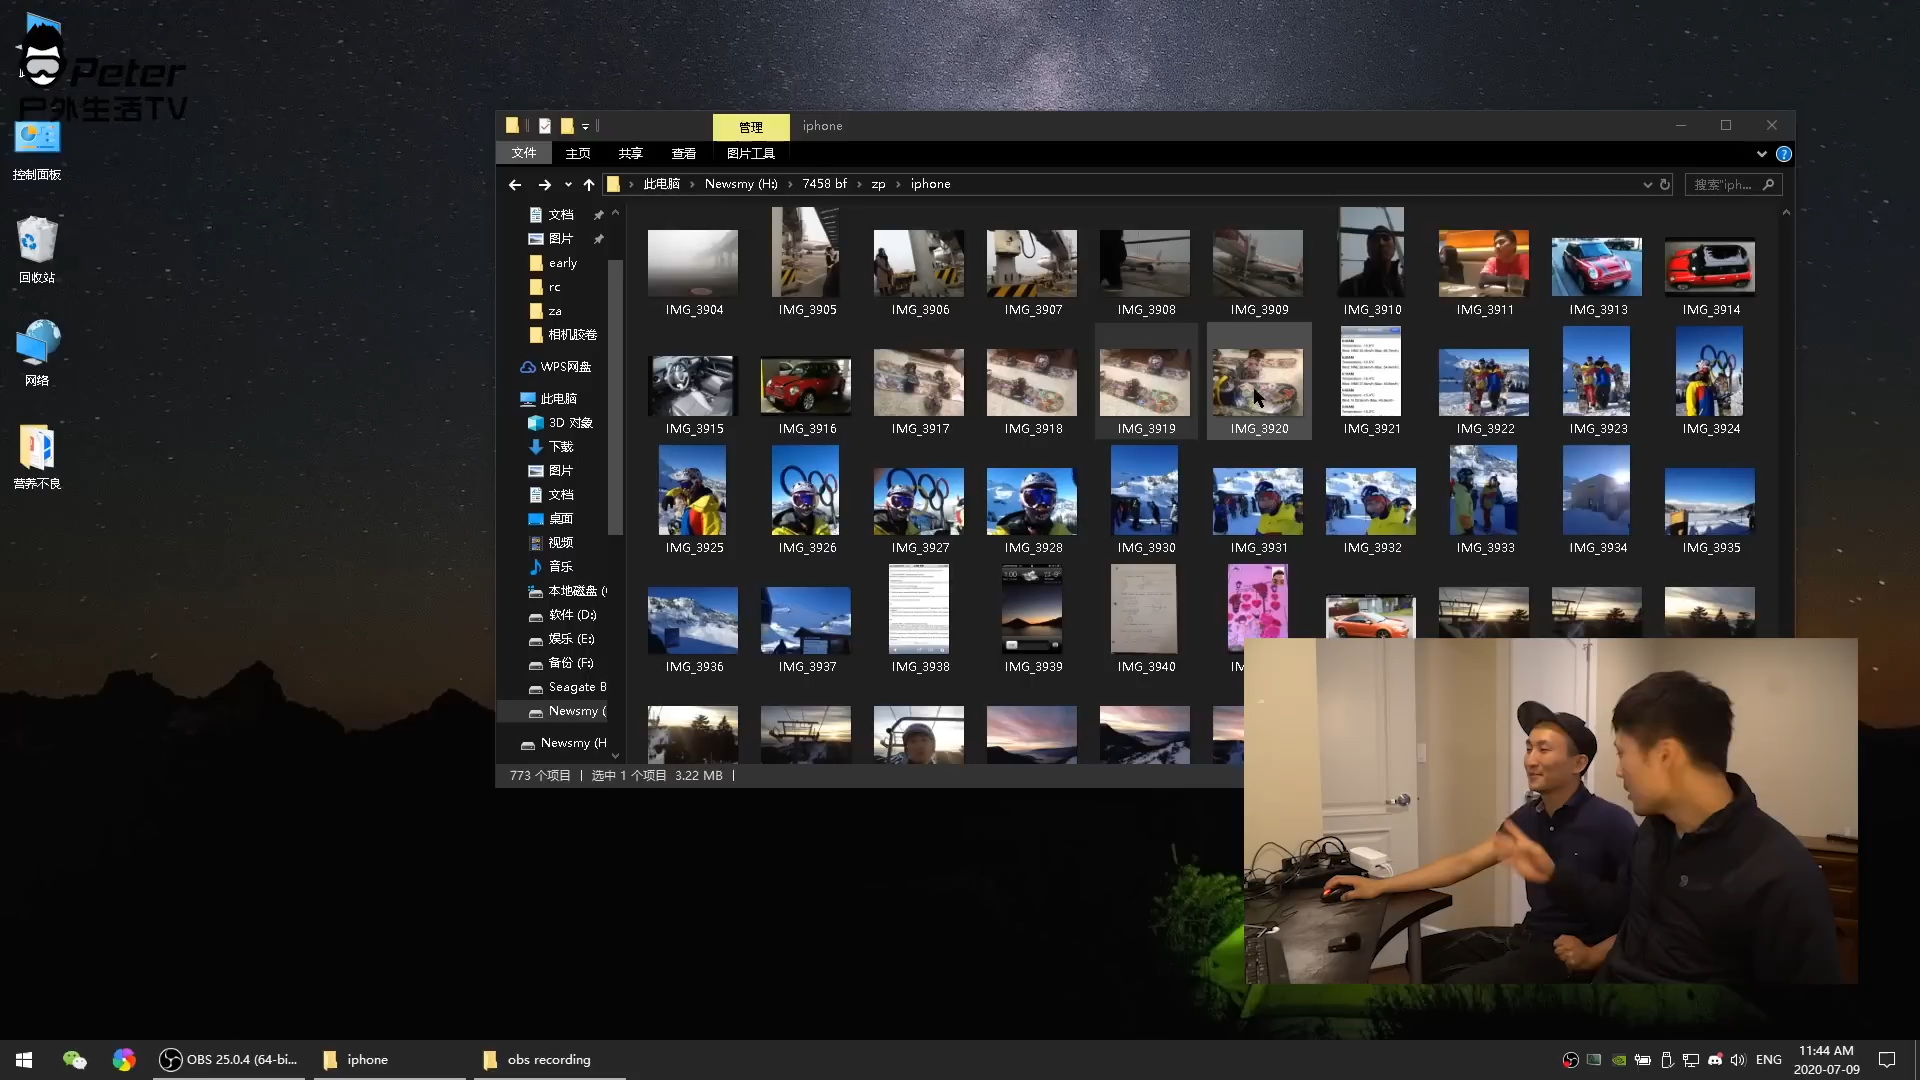 Peter
户外生活TV
控制面板
回收站
网络
营养不良
管理
iphone
文件
主页
共享
查看
图片工具
此电脑
Newsmy (H:)
7458 bf
zp
iphone
搜索"iph...
文档
图片
early
rc
za
相机胶卷
WPS网盘
此电脑
3D 对象
下载
图片
文档
桌面
视频
音乐
本地磁盘 (
软件 (D:)
娱乐 (E:)
备份 (F:)
Seagate B
Newsmy (
Newsmy (H
IMG_3904
IMG_3905
IMG_3906
IMG_3907
IMG_3908
IMG_3909
IMG_3910
IMG_3911
IMG_3913
IMG_3914
IMG_3915
IMG_3916
IMG_3917
IMG_3918
IMG_3919
IMG_3920
IMG_3921
IMG_3922
IMG_3923
IMG_3924
IMG_3925
IMG_3926
IMG_3927
IMG_3928
IMG_3930
IMG_3931
IMG_3932
IMG_3933
IMG_3934
IMG_3935
IMG_3936
IMG_3937
IMG_3938
IMG_3939
IMG_3940
773 个项目
选中 1 个项目 3.22 MB
OBS 25.0.4 (64-bi...
iphone
obs recording
ENG
11:44 AM
2020-07-09